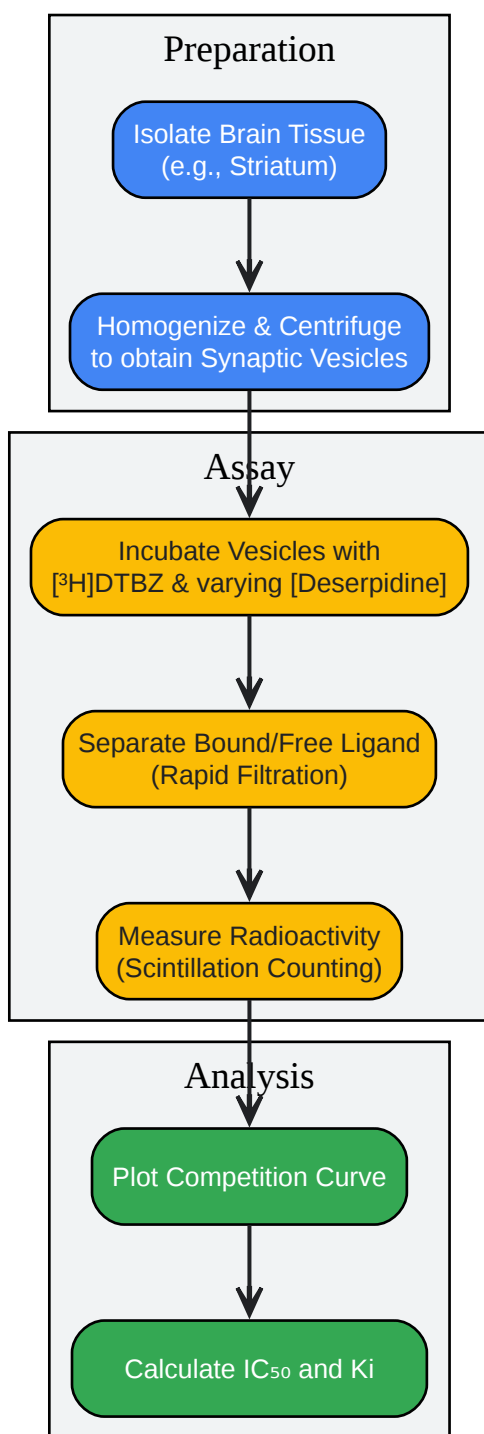 Preparation
Isolate Brain Tissue
(e.g., Striatum)
Homogenize & Centrifuge
to obtain Synaptic Vesicles
Assay
Incubate Vesicles with
[³H]DTBZ & varying [Deserpidine]
Separate Bound/Free Ligand
(Rapid Filtration)
Measure Radioactivity
(Scintillation Counting)
Analysis
Plot Competition Curve
Calculate IC₅₀ and Ki